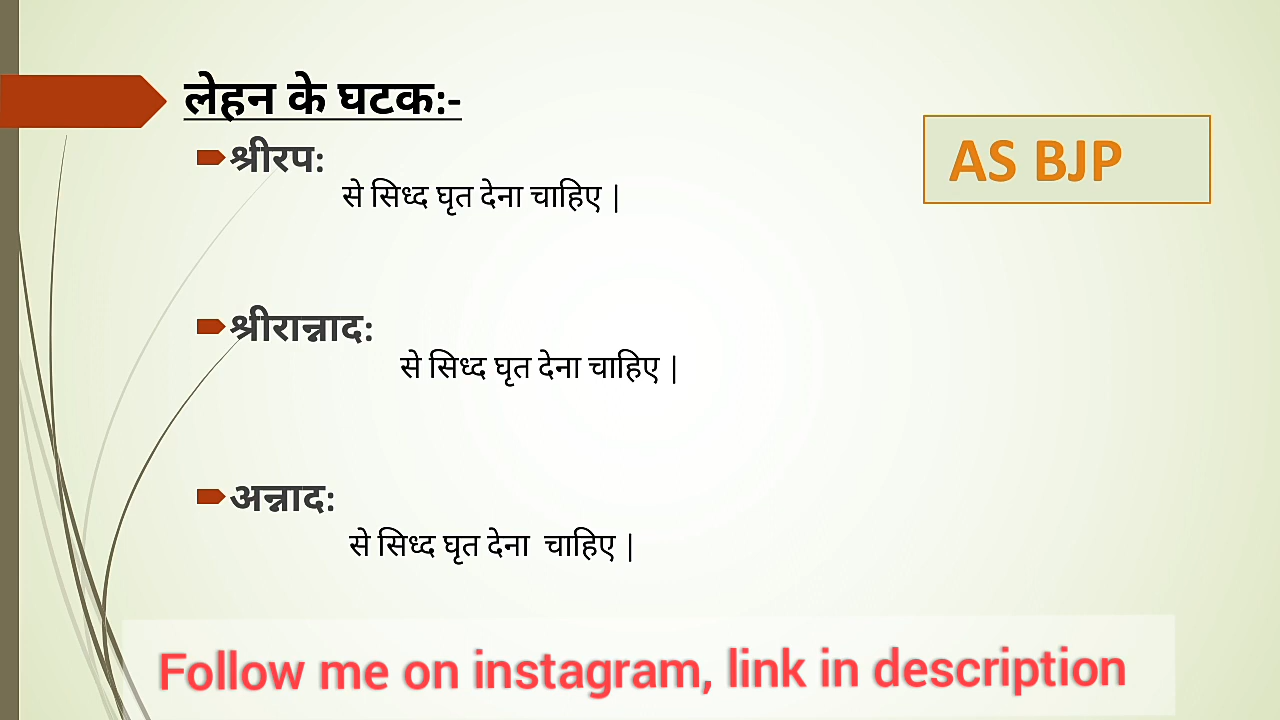 लेहन के घटक:-
श्रीरप:
से सिध्द घृत देना चाहिए |
AS BJP
श्रीरान्नाद:
से सिध्द घृत देना चाहिए |
अन्नाद:
से सिध्द घृत देना चाहिए |
Follow me on instagram, link in description